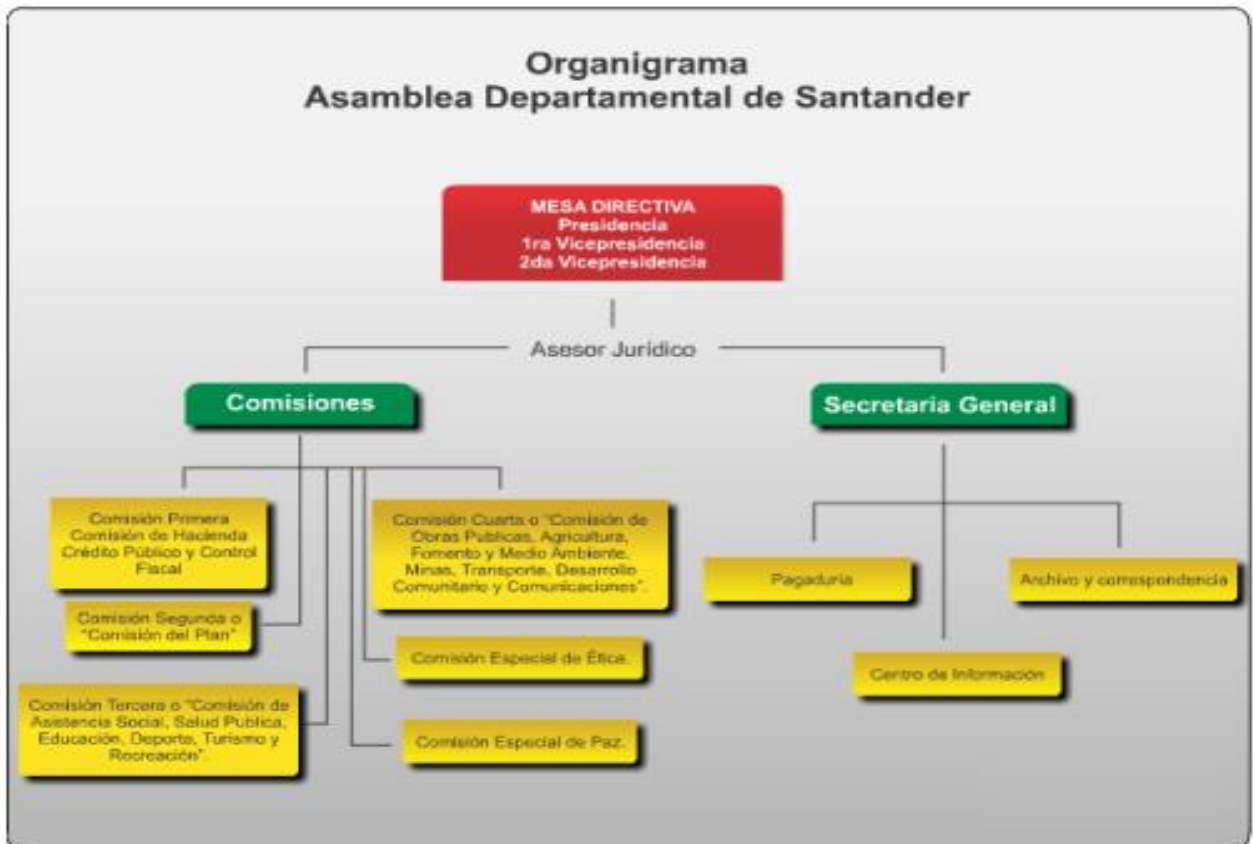 Organigrama
Asamblea Departamental de Santander
MESA DIRECTIVA
Presidencia
1ra Vicepresidencia
2da Vicepresidencia
Asesor Jurídico
Comisiones
Secretaria General
Comisión Primera
Comisión de Hacienda
Crédito Público y Control
Fiscal
Comisión Segunda o
"Comisión del Plan"
Comisión Tercera o "Comisión de
Asistencia Social, Salud Publica,
Educación, Deporte, Turismo y
Recreación".
Comisión Cuarta o "Comisión de
Obras Publicas, Agricultura,
Fomento y Medio Ambiente,
Minas, Transporte, Desarrollo
Comunitario y Comunicaciones".
Comisión Especial de Ética.
Comisión Especial de Paz.
Pagaduria
Archivo y correspondencia
Centro de Información